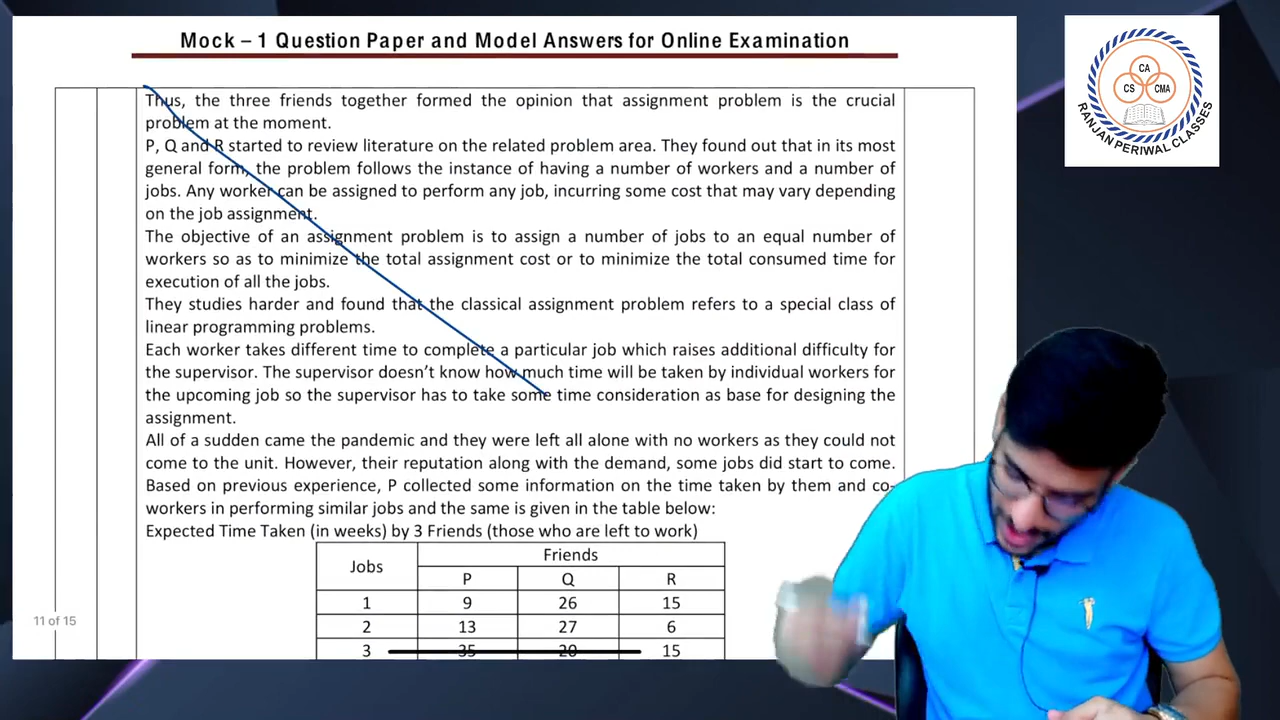 Mock – 1 Question Paper and Model Answers for Online Examination
CA
CS
CMA
RANJAN PERIWAL CLASSES
Thus, the three friends together formed the opinion that assignment problem is the crucial
problem at the moment.
P, Q and R started to review literature on the related problem area. They found out that in its most
general form, the problem follows the instance of having a number of workers and a number of
jobs. Any worker can be assigned to perform any job, incurring some cost that may vary depending
on the job assignment.
The objective of an assignment problem is to assign a number of jobs to an equal number of
workers so as to minimize the total assignment cost or to minimize the total consumed time for
execution of all the jobs.
They studies harder and found that the classical assignment problem refers to a special class of
linear programming problems.
Each worker takes different time to complete a particular job which raises additional difficulty for
the supervisor. The supervisor doesn't know how much time will be taken by individual workers for
the upcoming job so the supervisor has to take some time consideration as base for designing the
assignment.
All of a sudden came the pandemic and they were left all alone with no workers as they could not
come to the unit. However, their reputation along with the demand, some jobs did start to come.
Based on previous experience, P collected some information on the time taken by them and co-
workers in performing similar jobs and the same is given in the table below:
Expected Time Taken (in weeks) by 3 Friends (those who are left to work)
Jobs Friends
P Q R
1 9 26 15
2 13 27 6
3 35 20 15
11 of 15